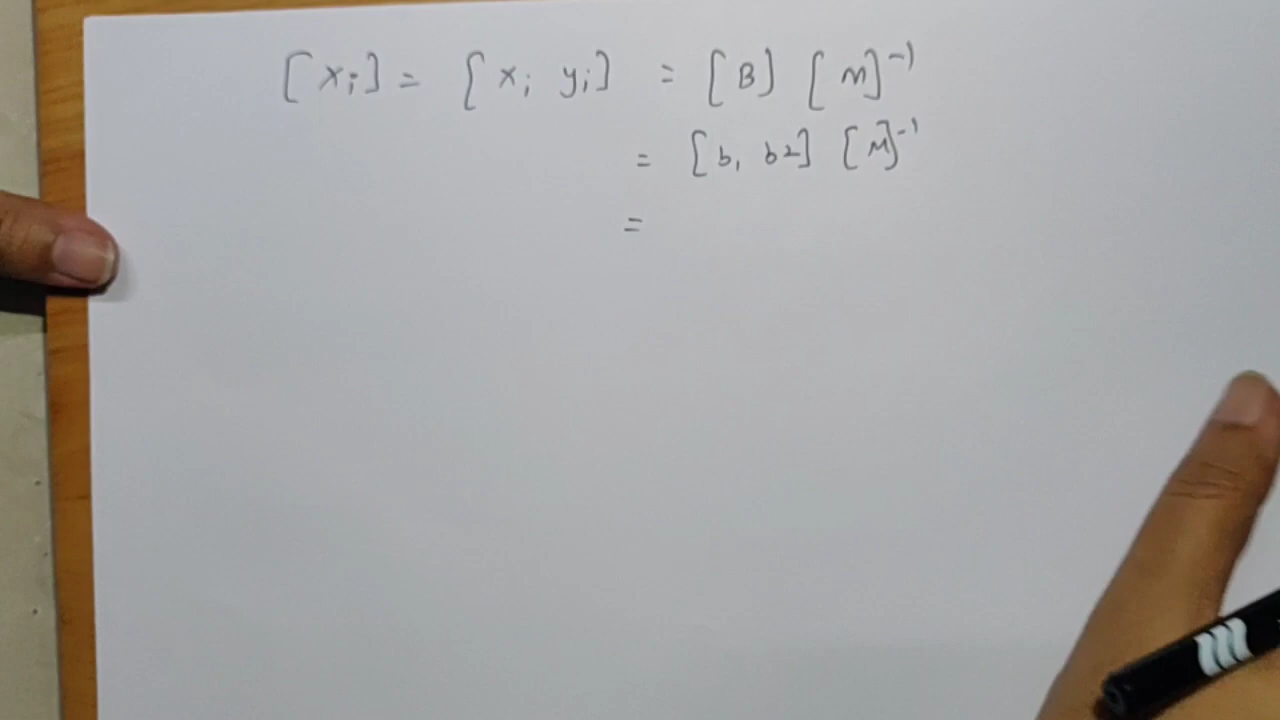 [xi] = [xi yi] = [B] [M]⁻¹
= [b1 b2] [M]⁻¹
=